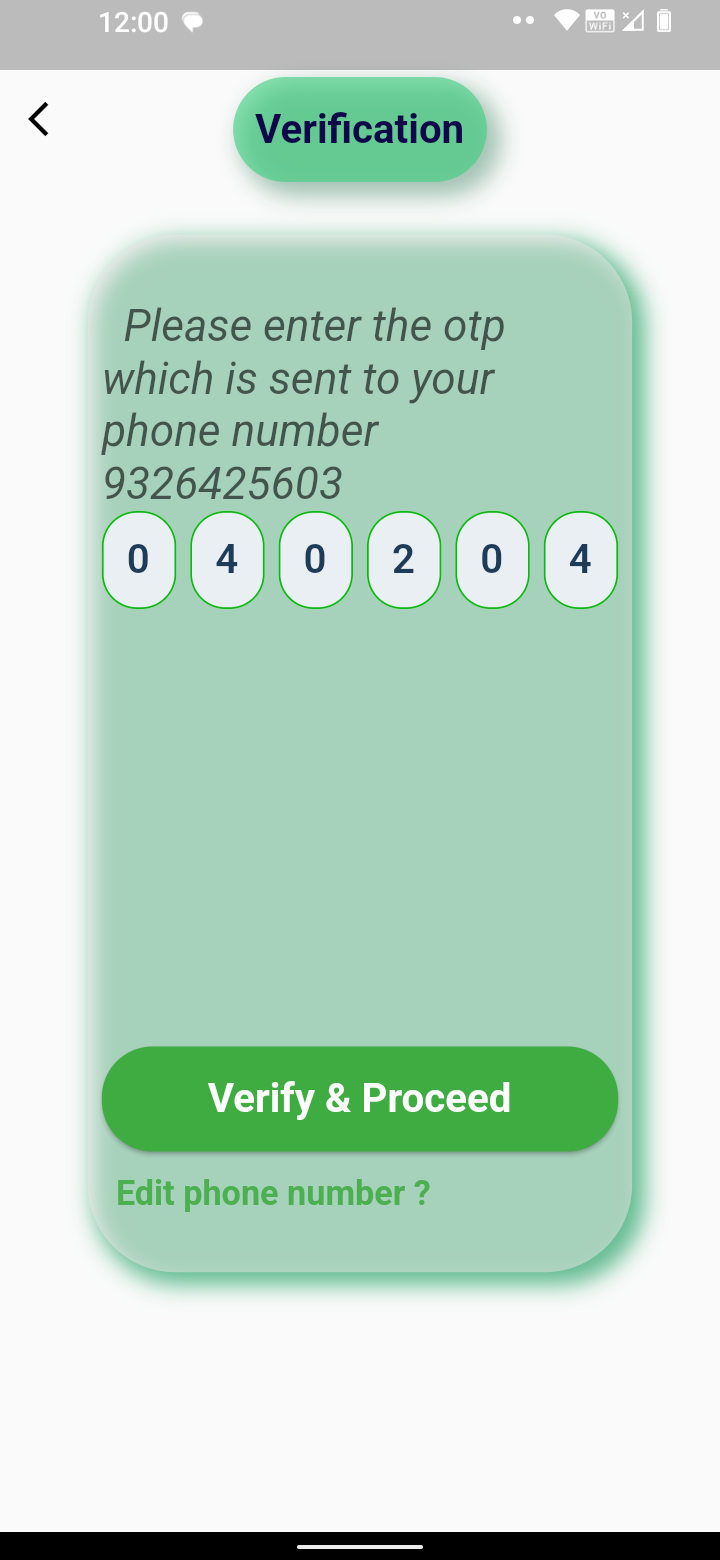 12:00
VO
WiFi
Verification
Please enter the otp
which is sent to your
phone number
9326425603
0 4 0 2 0 4
Verify & Proceed
Edit phone number ?